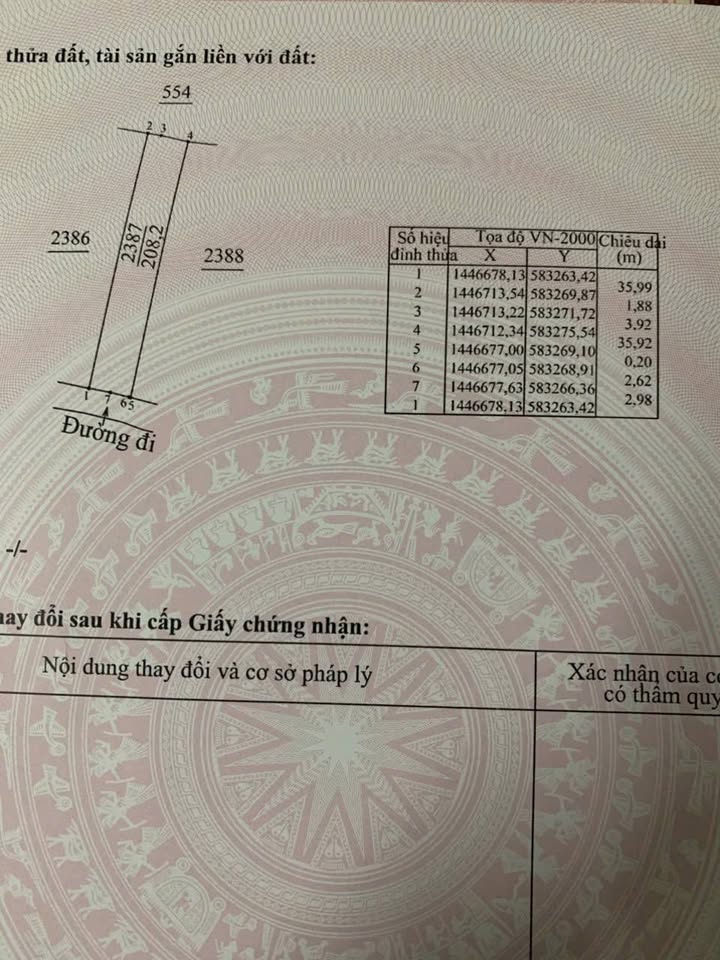 thửa đất, tài sản gắn liền với đất:
554
2 3 4
2386
2387
208,2
2388
1 7 6 5
Đường đi
Số hiệu đỉnh thửa Tọa độ VN-2000 Chiều dài (m)
X Y
1 1446678,13 583263,42
35,99
2 1446713,54 583269,87
1,88
3 1446713,22 583271,72
3,92
4 1446712,34 583275,54
35,92
5 1446677,00 583269,10
0,20
6 1446677,05 583268,91
2,62
7 1446677,63 583266,36
2,98
1 1446678,13 583263,42
-/-
hay đổi sau khi cấp Giấy chứng nhận:
Nội dung thay đổi và cơ sở pháp lý
Xác nhận của cơ
có thẩm quy